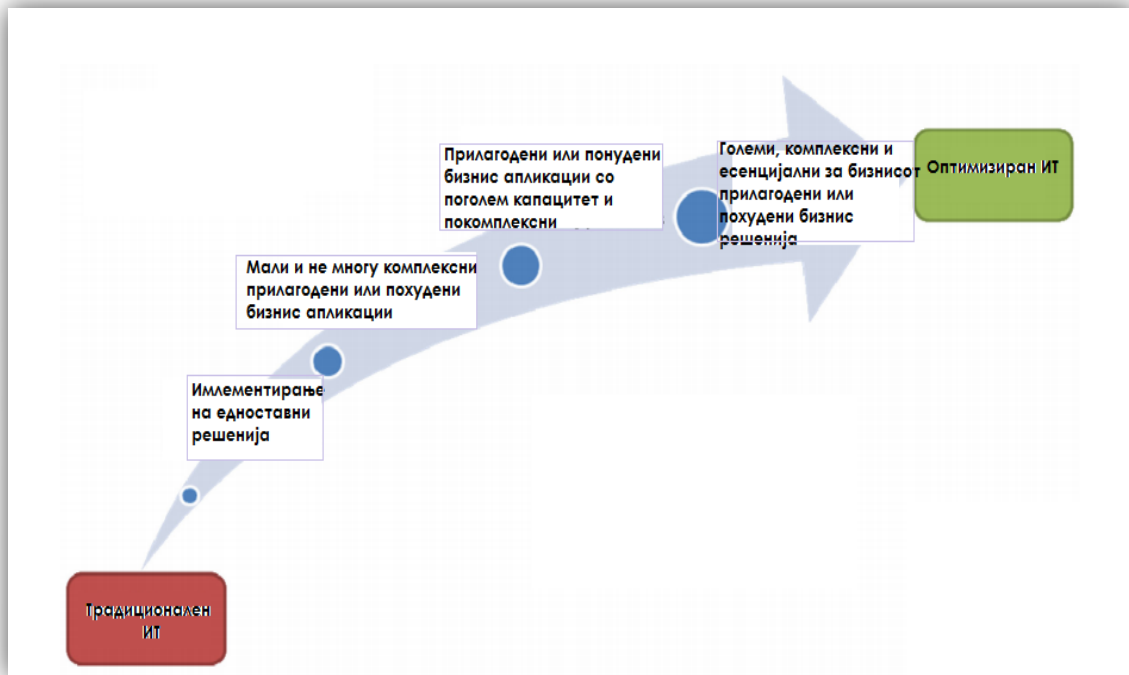 Прилагодени или понудени
бизнис апликации со
поголем капацитет и
покомплексни
Големи, комплексни и
есенцијални за бизнисот
прилагодени или
похудени бизнис
решенија
Оптимизиран ИТ
Мали и не многу комплексни
прилагодени или похудени
бизнис апликации
Имлементирање
на едноставни
решенија
Традиционален
ИТ